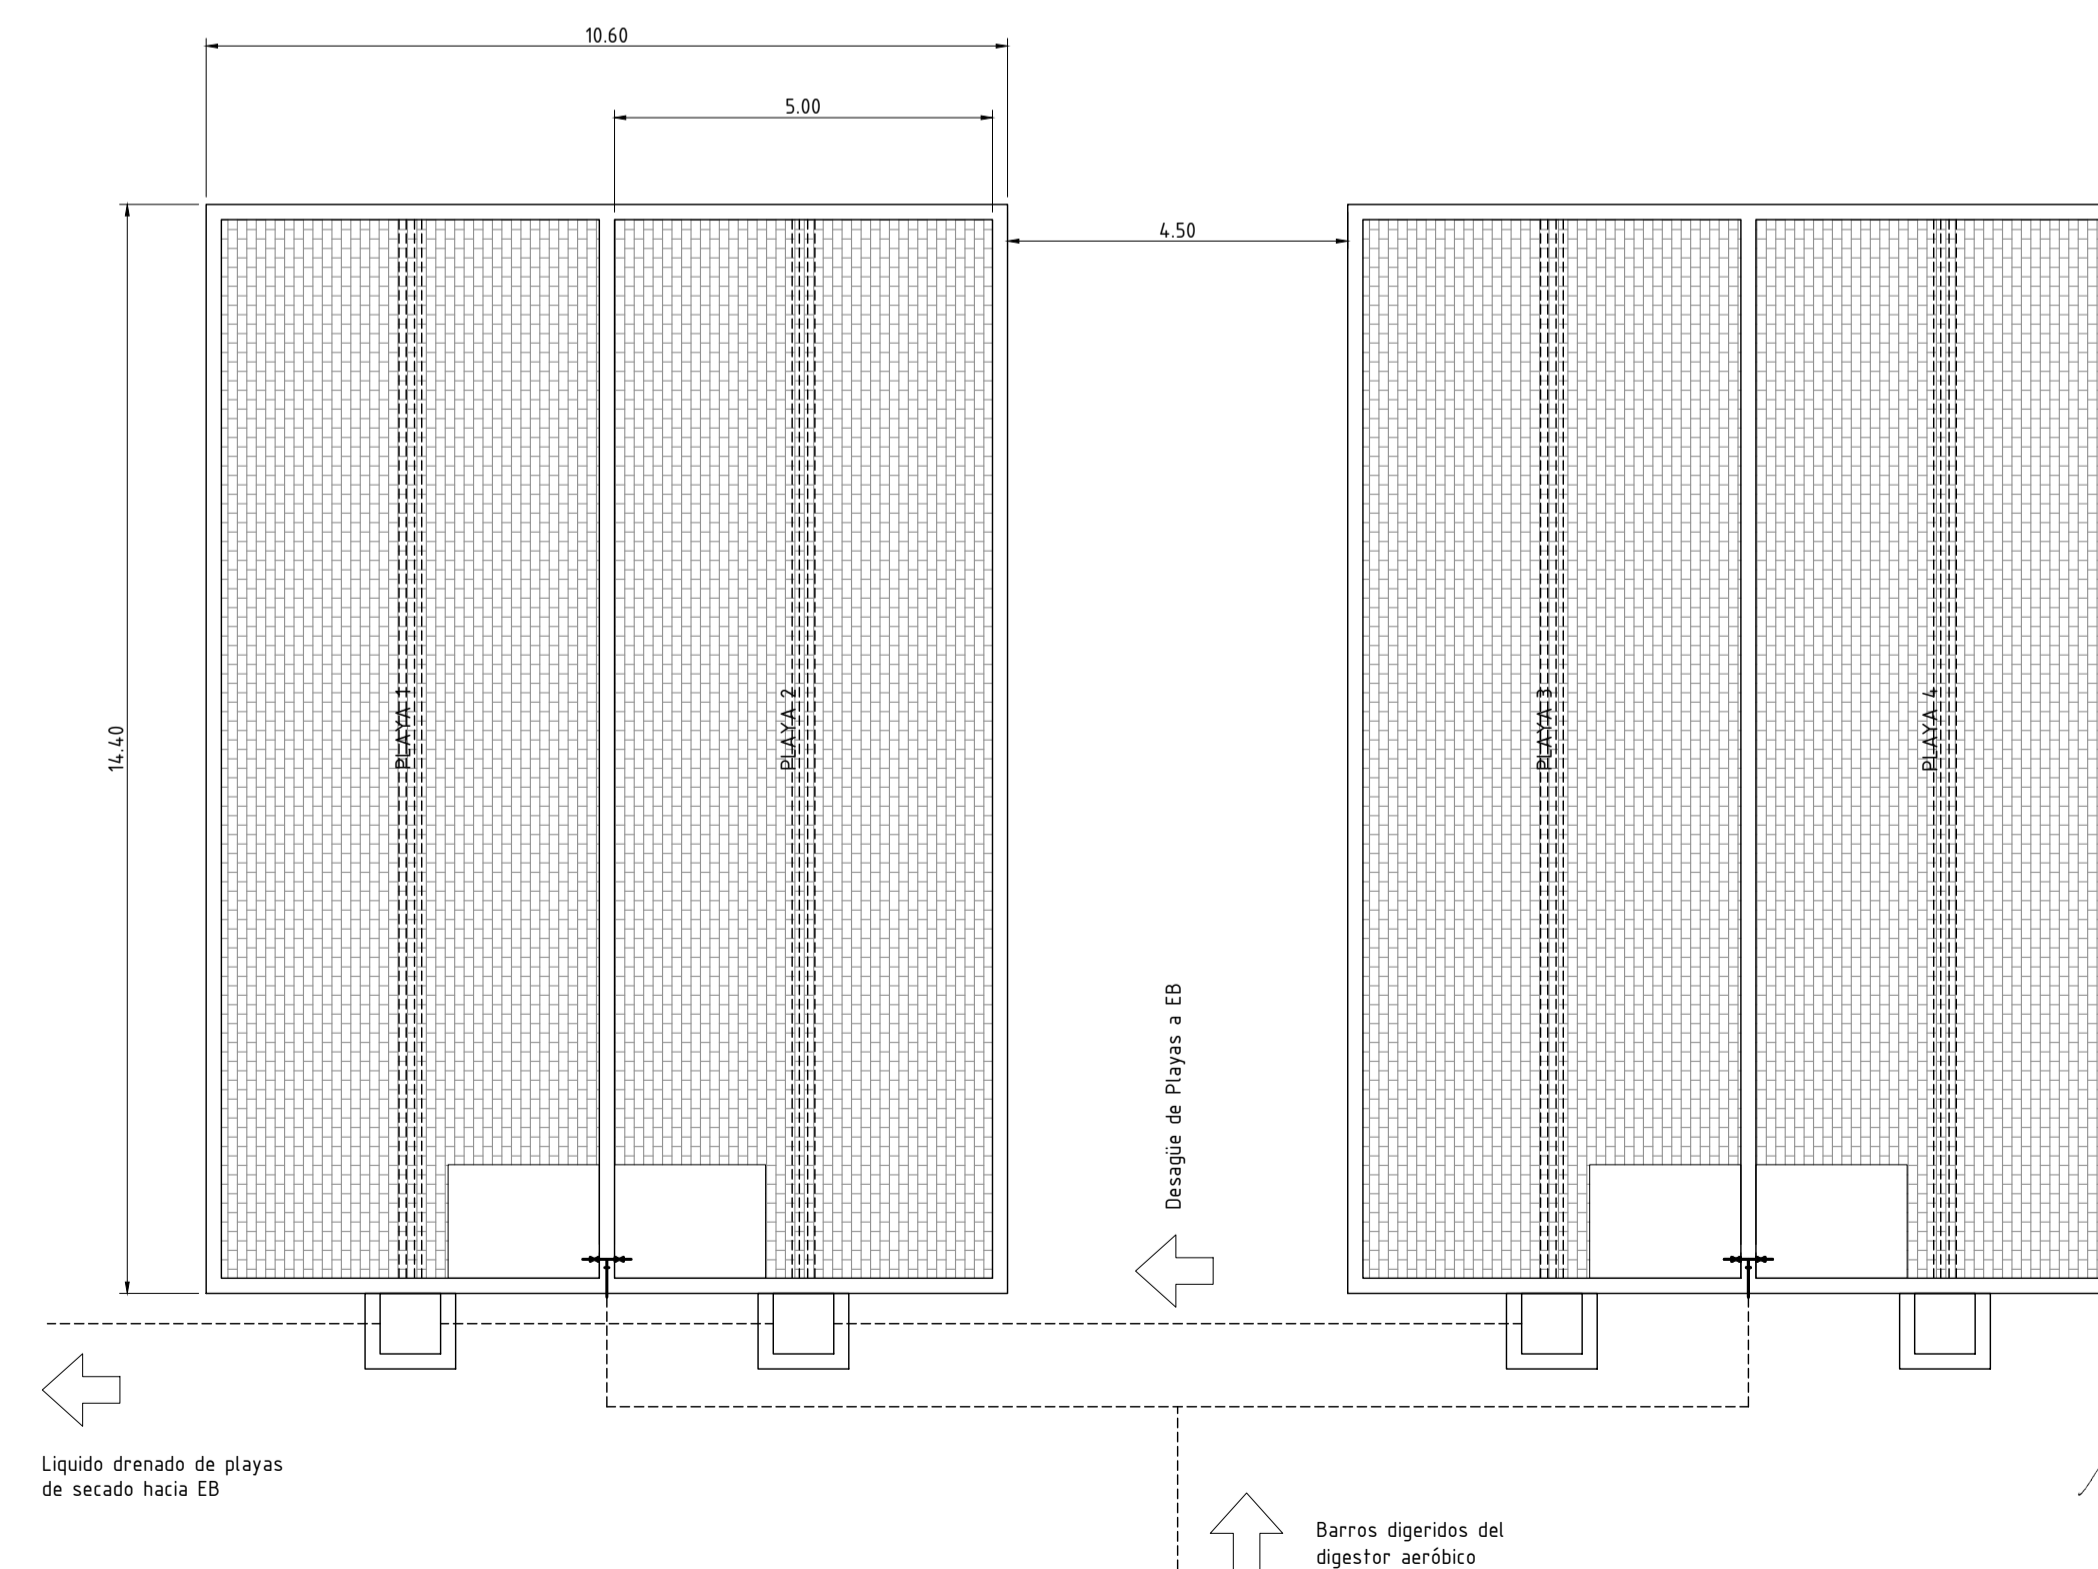 10.60
5.00
4.50
14.40
PLAYA 1
PLAYA 2
PLAYA 3
PLAYA 4
Desagüe de Playas a EB
Liquido drenado de playas
de secado hacia EB
Barros digeridos del
digestor aeróbico